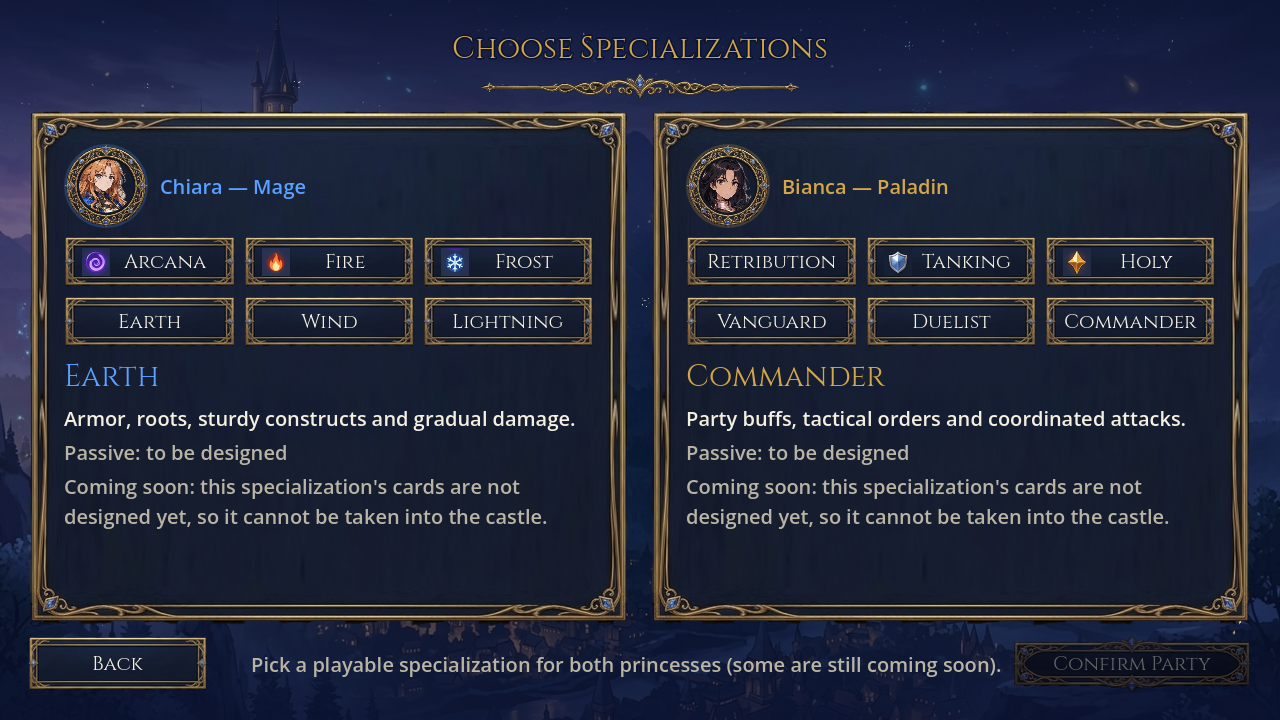 Choose Specializations
Chiara — Mage
Arcana
Fire
Frost
Earth
Wind
Lightning
Earth
Armor, roots, sturdy constructs and gradual damage.
Passive: to be designed
Coming soon: this specialization's cards are not
designed yet, so it cannot be taken into the castle.
Bianca — Paladin
Retribution
Tanking
Holy
Vanguard
Duelist
Commander
Commander
Party buffs, tactical orders and coordinated attacks.
Passive: to be designed
Coming soon: this specialization's cards are not
designed yet, so it cannot be taken into the castle.
Back
Pick a playable specialization for both princesses (some are still coming soon).
Confirm Party